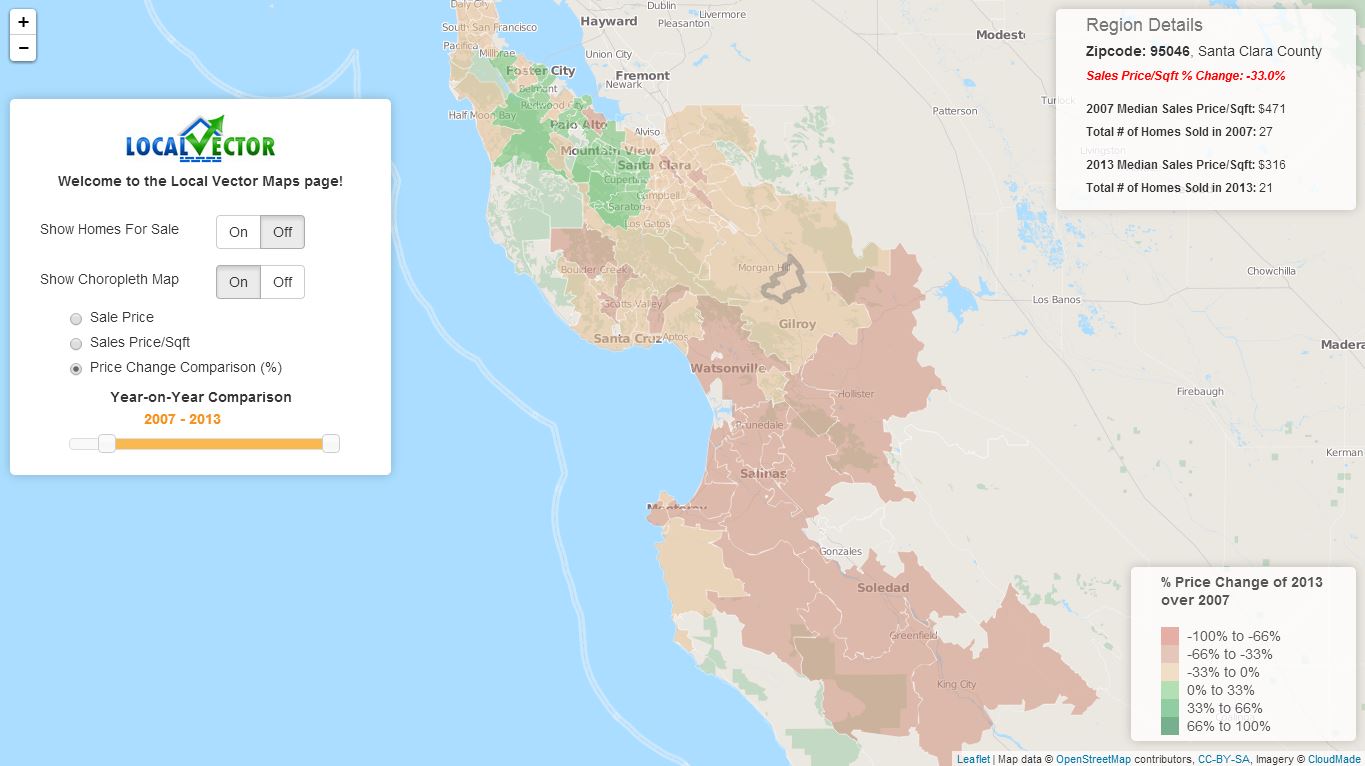 +
−
LOCAL VECTOR
Welcome to the Local Vector Maps page!
Show Homes For Sale
On Off
Show Choropleth Map
On Off
Sale Price
Sales Price/Sqft
Price Change Comparison (%)
Year-on-Year Comparison
2007 - 2013
Daly City
South San Francisco
Pacifica
Millbrae
Hayward
Dublin
Livermore
Pleasanton
Union City
Foster City
Fremont
Newark
Belmont
Redwood City
Half Moon Bay
Palo Alto
Alviso
Mountain View
Santa Clara
Cupertino
Campbell
Saratoga
Los Gatos
Morgan Hill
Boulder Creek
Scotts Valley
Santa Cruz
Aptos
Gilroy
Watsonville
Hollister
Prunedale
Salinas
Monterey
Gonzales
Soledad
Greenfield
King City
Modesto
Patterson
Turlock
Livingston
Chowchilla
Los Banos
Madera
Firebaugh
Kerman
Region Details
Zipcode: 95046, Santa Clara County
Sales Price/Sqft % Change: -33.0%
2007 Median Sales Price/Sqft: $471
Total # of Homes Sold in 2007: 27
2013 Median Sales Price/Sqft: $316
Total # of Homes Sold in 2013: 21
% Price Change of 2013
over 2007
-100% to -66%
-66% to -33%
-33% to 0%
0% to 33%
33% to 66%
66% to 100%
Leaflet | Map data © OpenStreetMap contributors, CC-BY-SA, Imagery © CloudMade